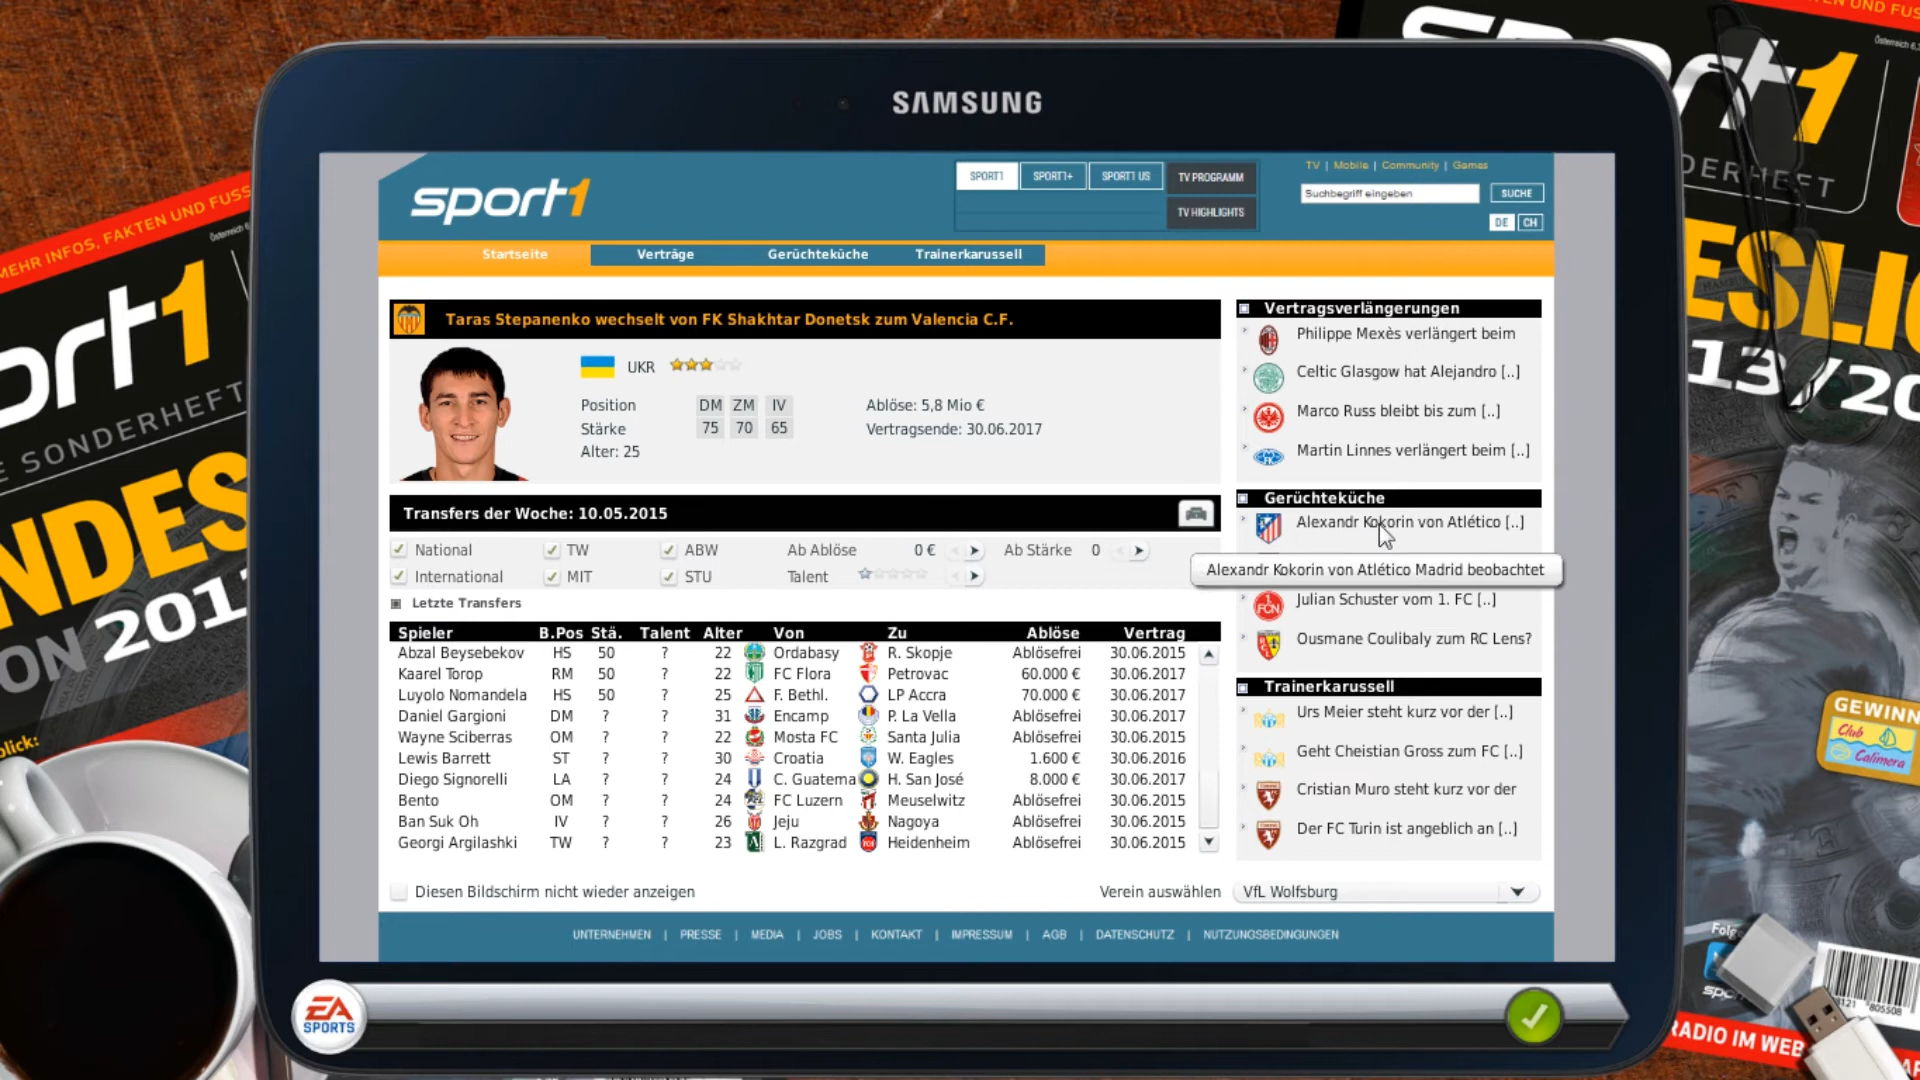 SAMSUNG
sport1
SPORT1
SPORT1+
SPORT1 US
TV PROGRAMM
TV HIGHLIGHTS
TV | Mobile | Community | Games
Suchbegriff eingeben
SUCHE
DE CH
Startseite Verträge Gerüchteküche Trainerkarussell
Taras Stepanenko wechselt von FK Shakhtar Donetsk zum Valencia C.F.
UKR
Position DM ZM IV
Stärke 75 70 65
Alter: 25
Ablöse: 5,8 Mio €
Vertragsende: 30.06.2017
Transfers der Woche: 10.05.2015
National TW ABW Ab Ablöse 0 € Ab Stärke 0
International MIT STU Talent
Letzte Transfers
Spieler B.Pos Stä. Talent Alter Von Zu Ablöse Vertrag
Abzal Beysebekov HS 50 ? 22 Ordabasy R. Skopje Ablösefrei 30.06.2015
Kaarel Torop RM 50 ? 22 FC Flora Petrovac 60.000 € 30.06.2017
Luyolo Nomandela HS 50 ? 25 F. Bethl. LP Accra 70.000 € 30.06.2017
Daniel Gargioni DM ? ? 31 Encamp P. La Vella Ablösefrei 30.06.2017
Wayne Sciberras OM ? ? 22 Mosta FC Santa Julia Ablösefrei 30.06.2015
Lewis Barrett ST ? ? 30 Croatia W. Eagles 1.600 € 30.06.2016
Diego Signorelli LA ? ? 24 C. Guatema H. San José 8.000 € 30.06.2017
Bento OM ? ? 24 FC Luzern Meuselwitz Ablösefrei 30.06.2015
Ban Suk Oh IV ? ? 26 Jeju Nagoya Ablösefrei 30.06.2015
Georgi Argilashki TW ? ? 23 L. Razgrad Heidenheim Ablösefrei 30.06.2015
Vertragsverlängerungen
Philippe Mexès verlängert beim
Celtic Glasgow hat Alejandro [..]
Marco Russ bleibt bis zum [..]
Martin Linnes verlängert beim [..]
Gerüchteküche
Alexandr Kokorin von Atlético [..]
Alexandr Kokorin von Atlético Madrid beobachtet
Julian Schuster vom 1. FC [..]
Ousmane Coulibaly zum RC Lens?
Trainerkarussell
Urs Meier steht kurz vor der [..]
Geht Cheistian Gross zum FC [..]
Cristian Muro steht kurz vor der
Der FC Turin ist angeblich an [..]
Diesen Bildschirm nicht wieder anzeigen
Verein auswählen VfL Wolfsburg
UNTERNEHMEN | PRESSE | MEDIA | JOBS | KONTAKT | IMPRESSUM | AGB | DATENSCHUTZ | NUTZUNGSBEDINGUNGEN
EA
SPORTS
MEHR INFOS, FAKTEN UND FUSS
ort1
SONDERHEFT
NDES
ON 201
blick:
sport1
DERHEFT
ESLIG
13/20
GEWINN
Club
Calimera
Folg
RADIO IM WEB